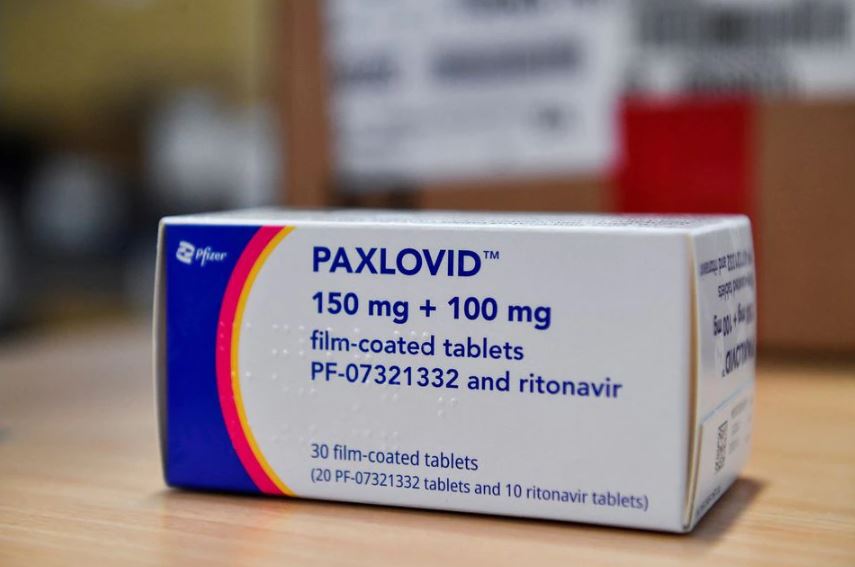 Pfizer
PAXLOVID™
150 mg + 100 mg
film-coated tablets
PF-07321332 and ritonavir
30 film-coated tablets
(20 PF-07321332 tablets and 10 ritonavir tablets)